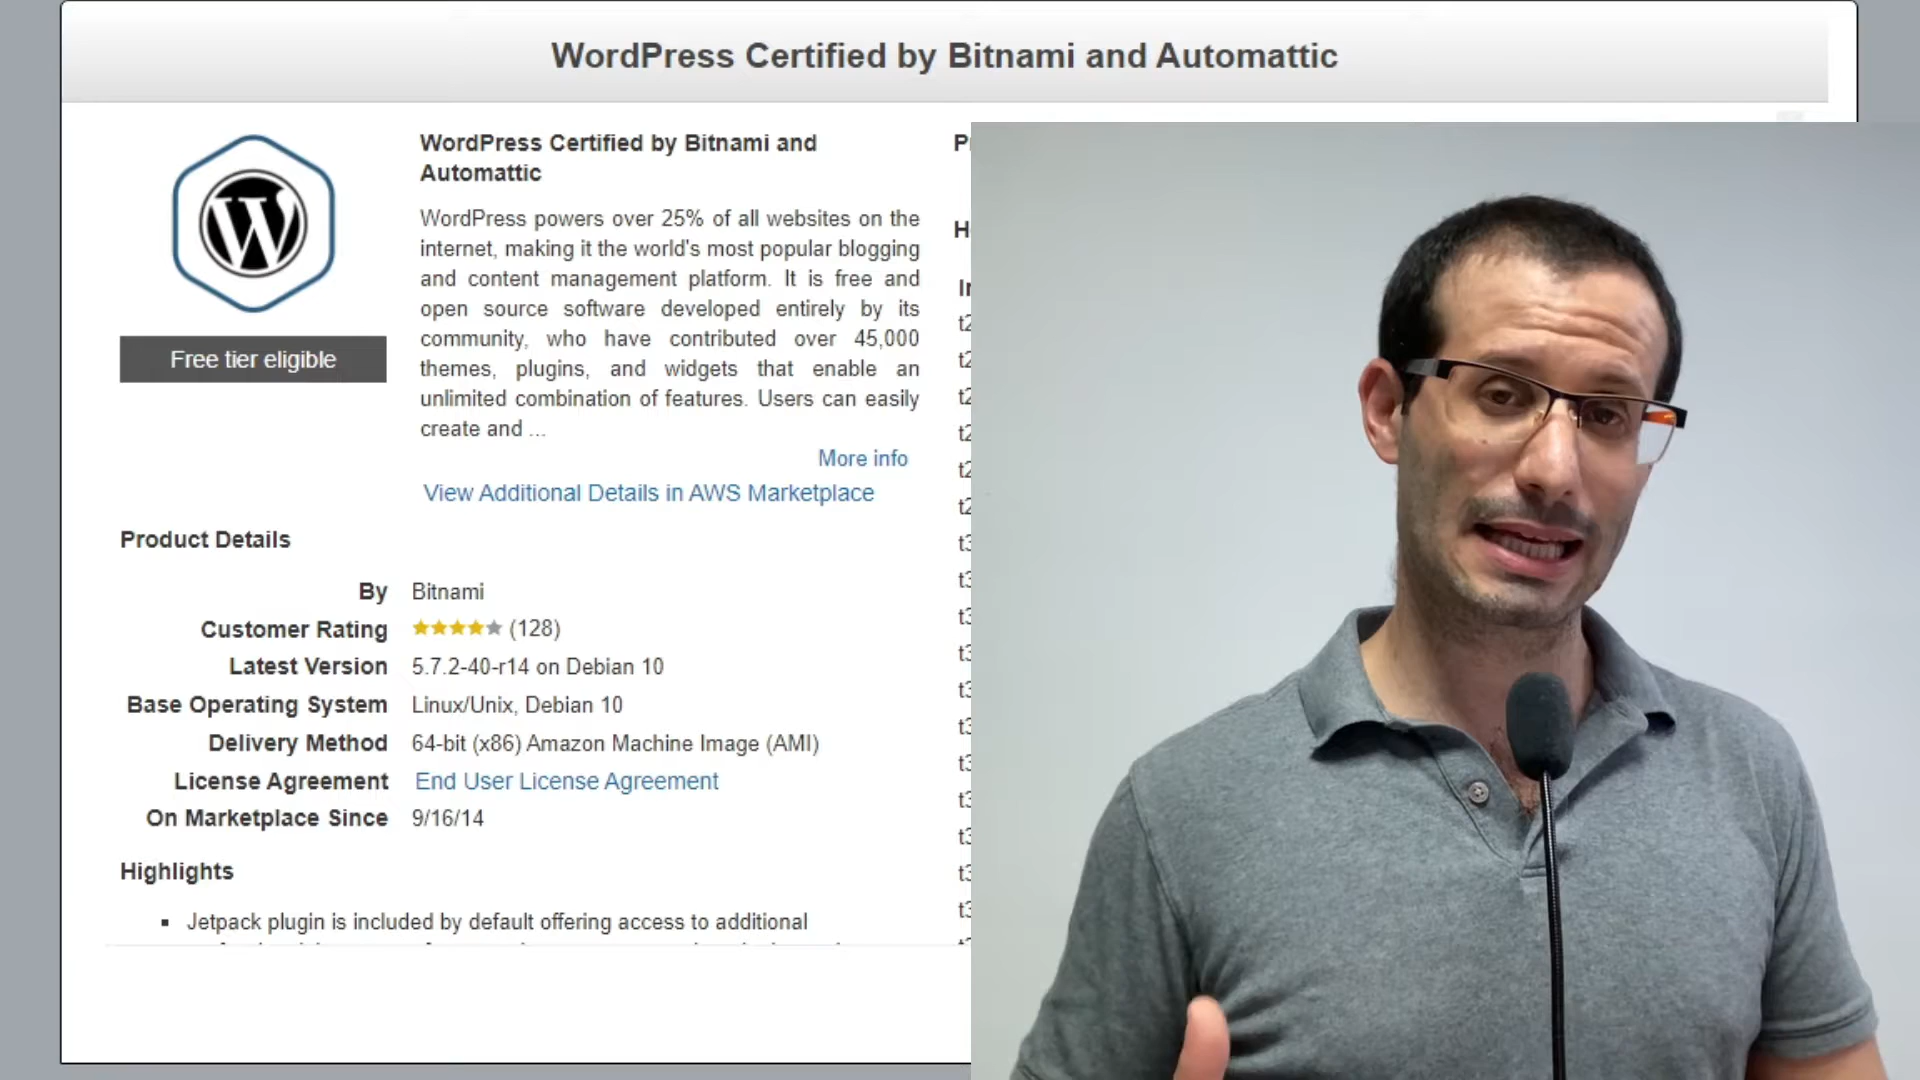 WordPress Certified by Bitnami and Automattic
WordPress Certified by Bitnami and
Automattic
WordPress powers over 25% of all websites on the
internet, making it the world's most popular blogging
and content management platform. It is free and
open source software developed entirely by its
community, who have contributed over 45,000
themes, plugins, and widgets that enable an
unlimited combination of features. Users can easily
create and ...
More info
View Additional Details in AWS Marketplace
Free tier eligible
Product Details
By Bitnami
Customer Rating (128)
Latest Version 5.7.2-40-r14 on Debian 10
Base Operating System Linux/Unix, Debian 10
Delivery Method 64-bit (x86) Amazon Machine Image (AMI)
License Agreement End User License Agreement
On Marketplace Since 9/16/14
Highlights
Jetpack plugin is included by default offering access to additional